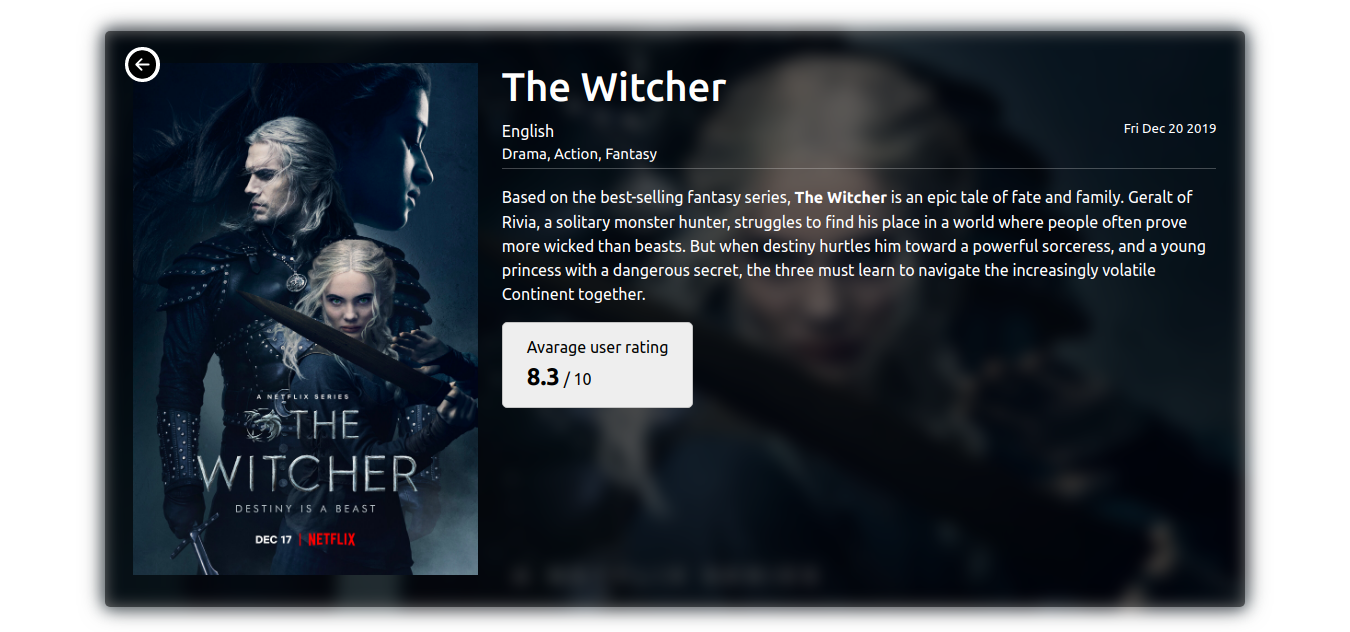 The Witcher
English
Fri Dec 20 2019
Drama, Action, Fantasy
Based on the best-selling fantasy series, The Witcher is an epic tale of fate and family. Geralt of
Rivia, a solitary monster hunter, struggles to find his place in a world where people often prove
more wicked than beasts. But when destiny hurtles him toward a powerful sorceress, and a young
princess with a dangerous secret, the three must learn to navigate the increasingly volatile
Continent together.
Avarage user rating
8.3 / 10
A NETFLIX SERIES
THE
WITCHER
DESTINY IS A BEAST
DEC 17 | NETFLIX
A NETFLIX SERIES